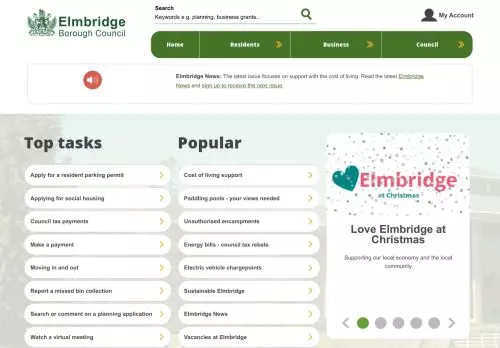 Elmbridge
Borough Council
Search
Keywords e.g. planning, business grants...
My Account
Home
Residents
Business
Council
Elmbridge News: The latest issue focuses on support with the cost of living. Read the latest Elmbridge
News and sign up to receive the next issue
Top tasks
Apply for a resident parking permit
Applying for social housing
Council tax payments
Make a payment
Moving in and out
Report a missed bin collection
Search or comment on a planning application
Watch a virtual meeting
Popular
Cost of living support
Paddling pools - your views needed
Unauthorised encampments
Energy bills - council tax rebate
Electric vehicle chargepoints
Sustainable Elmbridge
Elmbridge News
Vacancies at Elmbridge
Elmbridge
at Christmas
Love Elmbridge at
Christmas
Supporting our local economy and the local
community